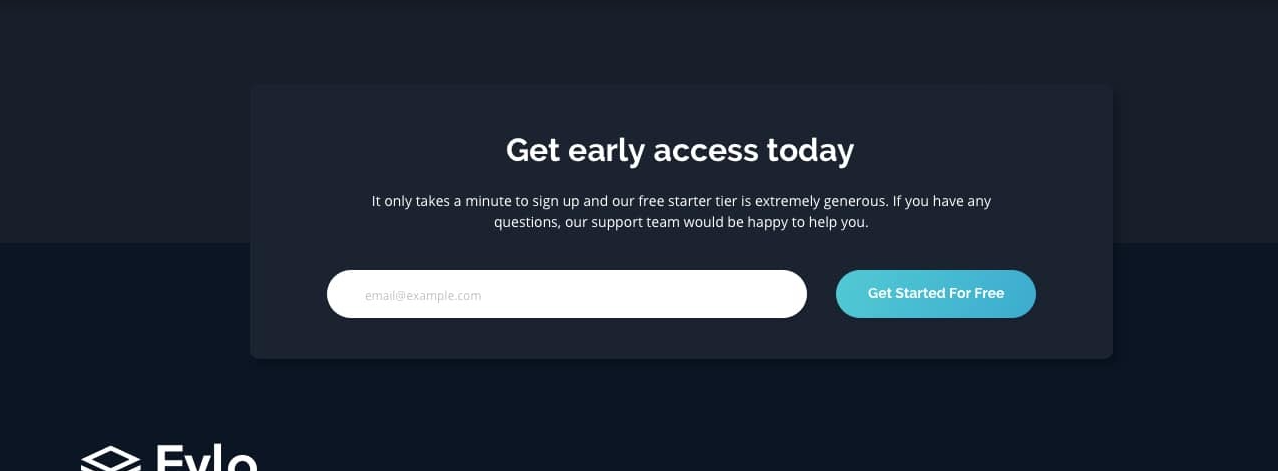 Get early access today
It only takes a minute to sign up and our free starter tier is extremely generous. If you have any
questions, our support team would be happy to help you.
email@example.com
Get Started For Free
Fylo